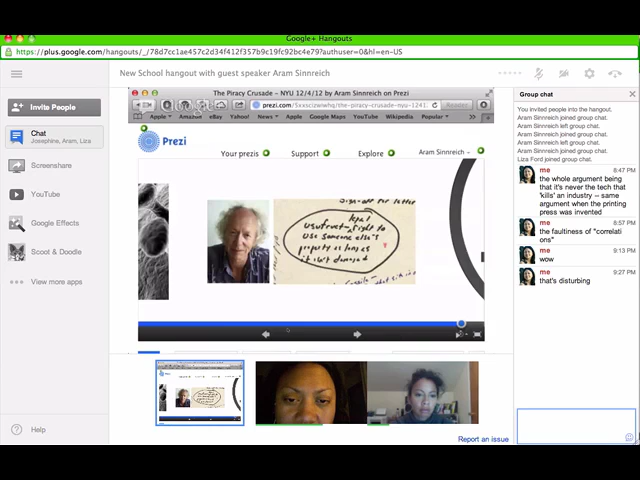 Google+ Hangouts
https://plus.google.com/hangouts/_/78d7cc1ae457c2d34f412f357b9c19fc92bc4e79?authuser=0&hl=en-US
New School hangout with guest speaker Aram Sinnreich
Invite People
Chat
Josephine, Aram, Liza
Screenshare
YouTube
Google Effects
Scoot & Doodle
View more apps
Help
The Piracy Crusade – NYU 12/4/12 by Aram Sinnreich on Prezi
Reader
Apple
Amazon
eBay
Yahoo!
News
Google Maps
YouTube
Wikipedia
Popular
Prezi
Your prezis
Support
Explore
Aram Sinnreich
sign-off for letter
legal
usufruct - right to
use someone else's
property as long as
it isn't damaged
Report an issue
Group chat
You invited people into the hangout.
Aram Sinnreich joined group chat.
Aram Sinnreich left group chat.
Aram Sinnreich joined group chat.
Aram Sinnreich left group chat.
Aram Sinnreich joined group chat.
Liza Ford joined group chat.
me 8:47 PM
the whole argument being
that it's never the tech that
'kills' an industry -- same
argument when the printing
press was invented
me 8:57 PM
the faultiness of "correlati
ons"
me 9:13 PM
wow
me 9:27 PM
that's disturbing